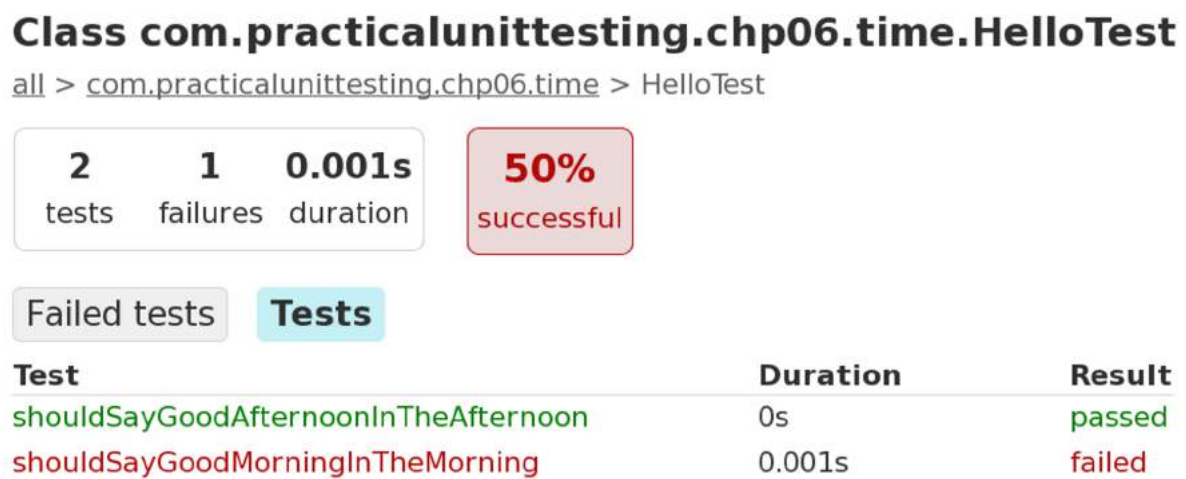 Class com.practicalunittesting.chp06.time.HelloTest
all > com.practicalunittesting.chp06.time > HelloTest
2 1 0.001s 50%
tests failures duration successful
Failed tests Tests
Test Duration Result
shouldSayGoodAfternoonInTheAfternoon 0s passed
shouldSayGoodMorningInTheMorning 0.001s failed